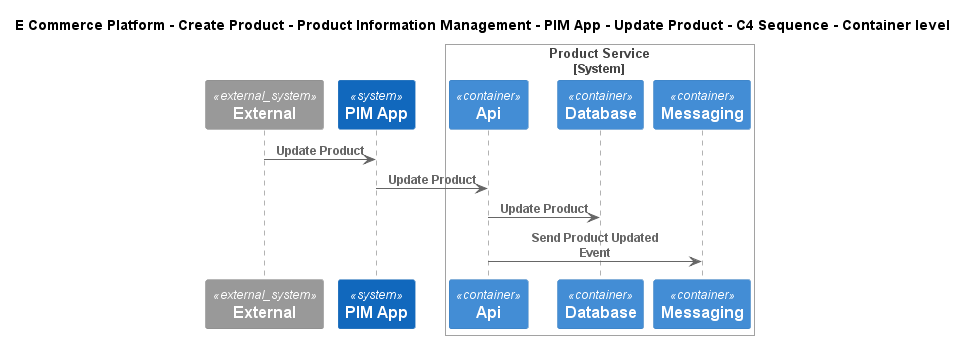 E Commerce Platform - Create Product - Product Information Management - PIM App - Update Product - C4 Sequence - Container level
Product Service
[System]
«external_system»
External
«system»
PIM App
«container»
Api
«container»
Database
«container»
Messaging
Update Product
Update Product
Update Product
Send Product Updated
Event
«external_system»
External
«system»
PIM App
«container»
Api
«container»
Database
«container»
Messaging